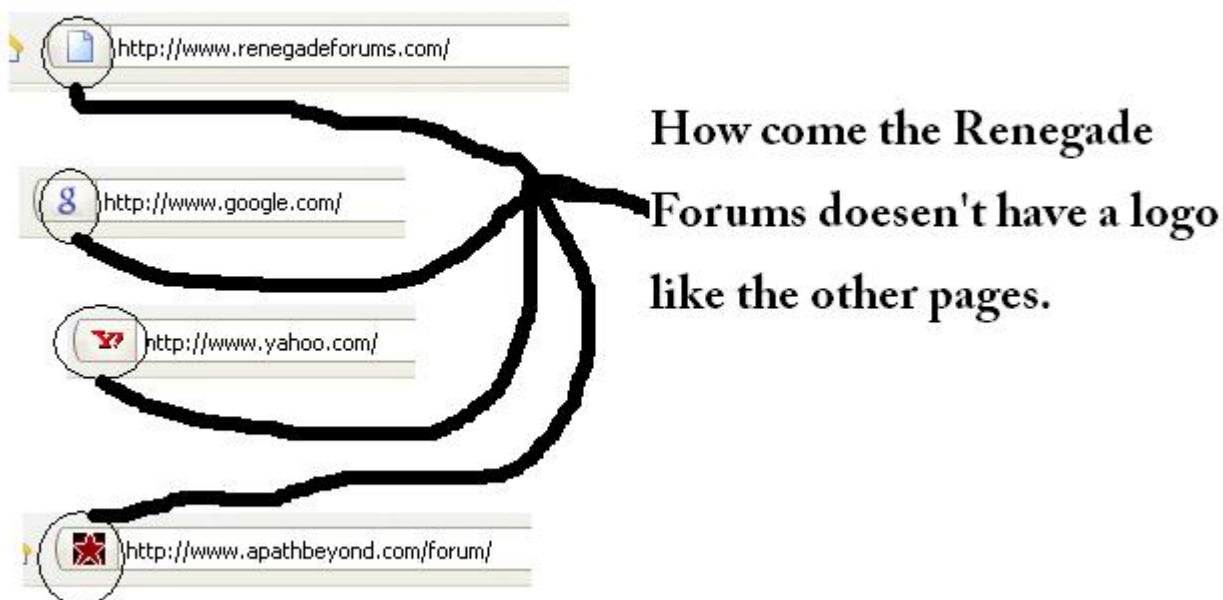 http://www.renegadeforums.com/
How come the Renegade
Forums doesen't have a logo
like the other pages.
g http://www.google.com/
Y! http://www.yahoo.com/
http://www.apathbeyond.com/forum/